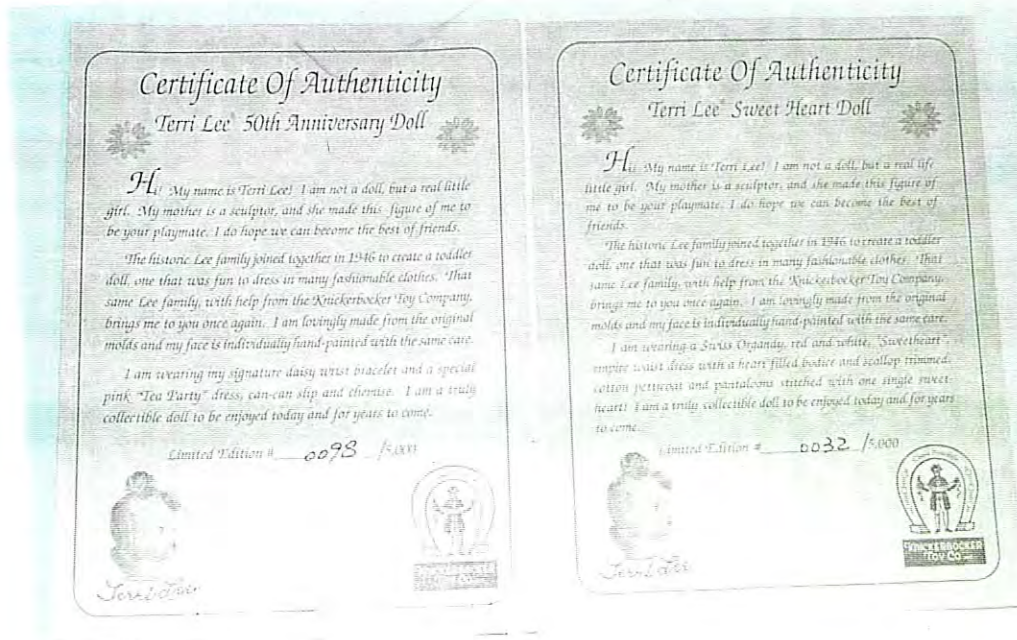 Certificate Of Authenticity
Terri Lee® 50th Anniversary Doll
Hi! My name is Terri Lee! I am not a doll, but a real little
girl. My mother is a sculptor, and she made this figure of me to
be your playmate. I do hope we can become the best of friends.
The historic Lee family joined together in 1946 to create a toddler
doll, one that was fun to dress in many fashionable clothes. That
same Lee family, with help from the Knickerbocker Toy Company,
brings me to you once again. I am lovingly made from the original
molds and my face is individually hand-painted with the same care.
I am wearing my signature daisy wrist bracelet and a special
pink "Tea Party" dress, can-can slip and chemise. I am a truly
collectible doll to be enjoyed today and for years to come.
Limited Edition # 0098 /5,000
Certificate Of Authenticity
Terri Lee® Sweet Heart Doll
Hi! My name is Terri Lee! I am not a doll, but a real life
little girl. My mother is a sculptor, and she made this figure of
me to be your playmate. I do hope we can become the best of
friends.
The historic Lee family joined together in 1946 to create a toddler
doll, one that was fun to dress in many fashionable clothes. That
same Lee family, with help from the Knickerbocker Toy Company,
brings me to you once again. I am lovingly made from the original
molds and my face is individually hand-painted with the same care.
I am wearing a Swiss Organdy, red and white, "Sweetheart",
empire waist dress with a heart filled bodice and scallop trimmed,
cotton petticoat and pantaloons stitched with one single sweet-
heart! I am a truly collectible doll to be enjoyed today and for years
to come.
Limited Edition # 0032 /5,000
KNICKERBOCKER
TOY CO